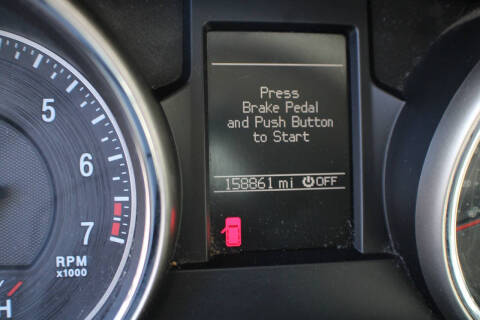 Press
Brake Pedal
and Push Button
to Start
158861 mi OFF
5
6
7
RPM
x1000
H